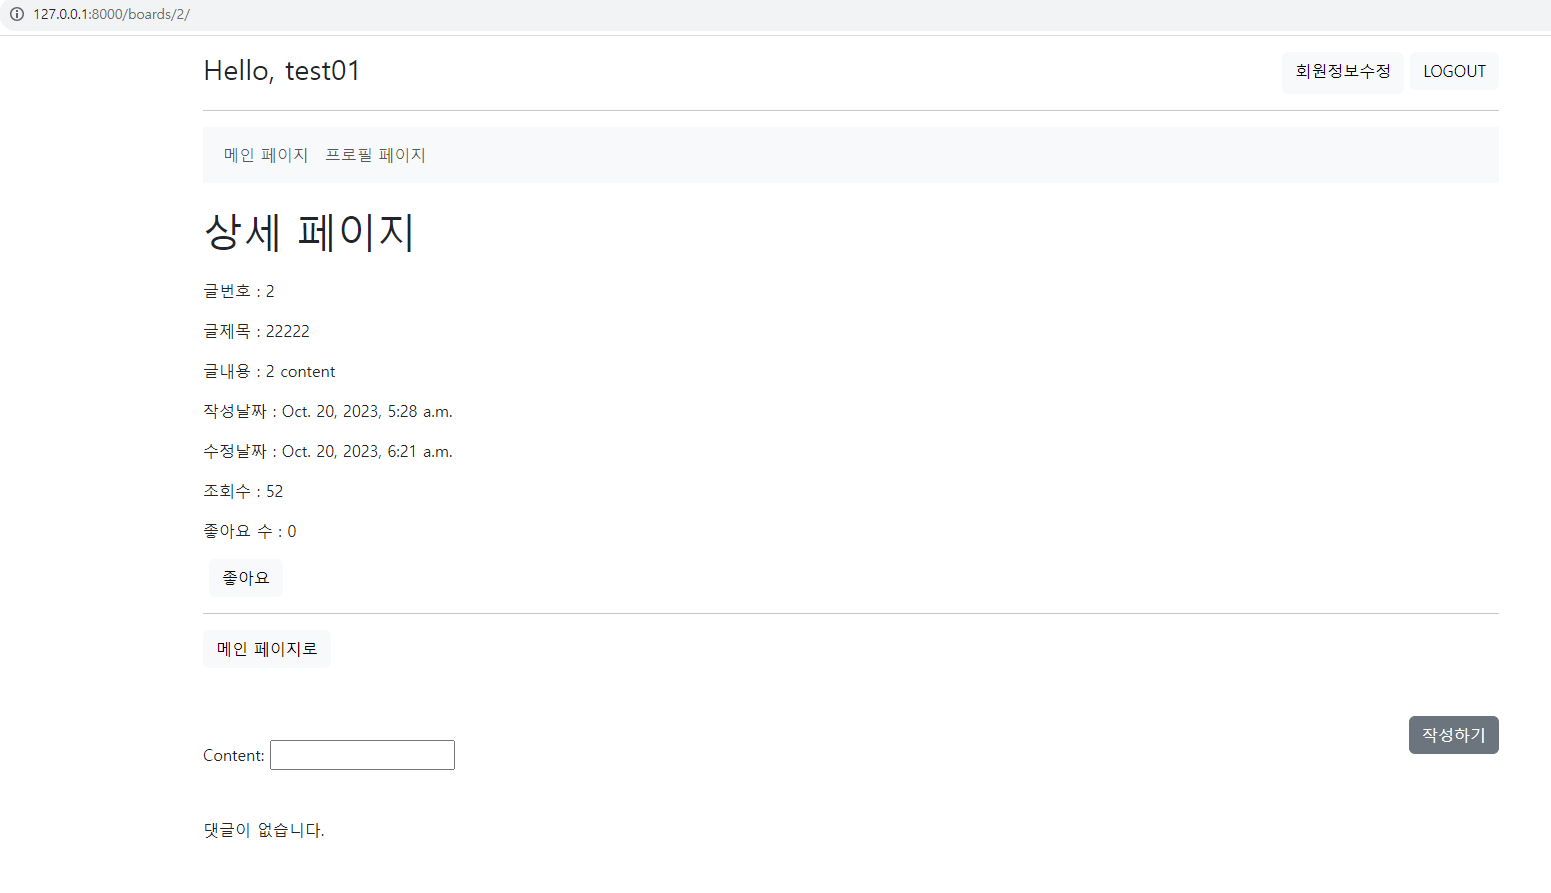 127.0.0.1:8000/boards/2/
Hello, test01
회원정보수정 LOGOUT
메인 페이지 프로필 페이지
상세 페이지
글번호 : 2
글제목 : 22222
글내용 : 2 content
작성날짜 : Oct. 20, 2023, 5:28 a.m.
수정날짜 : Oct. 20, 2023, 6:21 a.m.
조회수 : 52
좋아요 수 : 0
좋아요
메인 페이지로
작성하기
Content:
댓글이 없습니다.